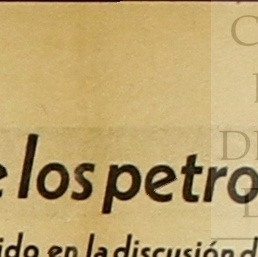 e los petro
ido en la discusión d